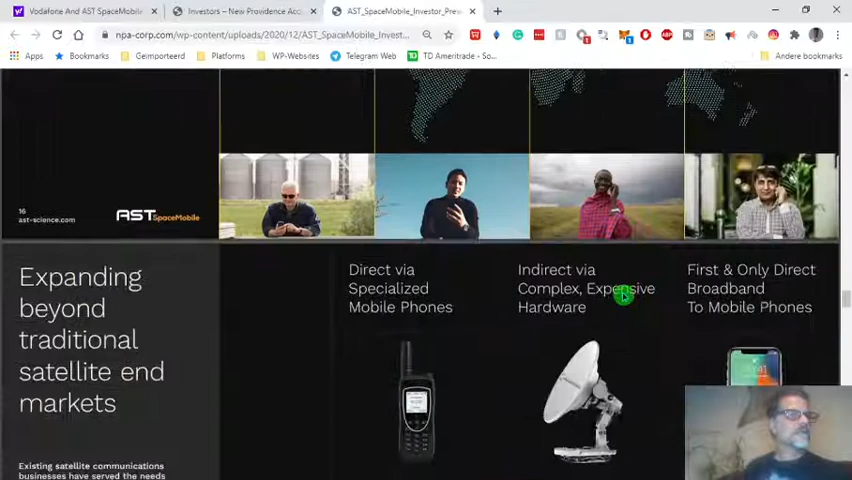 Vodafone And AST SpaceMobile
Investors – New Providence Acc
AST_SpaceMobile_Investor_Pres
npa-corp.com/wp-content/uploads/2020/12/AST_SpaceMobile_Invest...
Apps
Bookmarks
Geïmporteerd
Platforms
WP-Websites
Telegram Web
TD Ameritrade - So...
Andere bookmarks
16
ast-science.com
AST SpaceMobile
Expanding
beyond
traditional
satellite end
markets
Existing satellite communications
businesses have served the needs
Direct via
Specialized
Mobile Phones
Indirect via
Complex, Expensive
Hardware
First & Only Direct
Broadband
To Mobile Phones